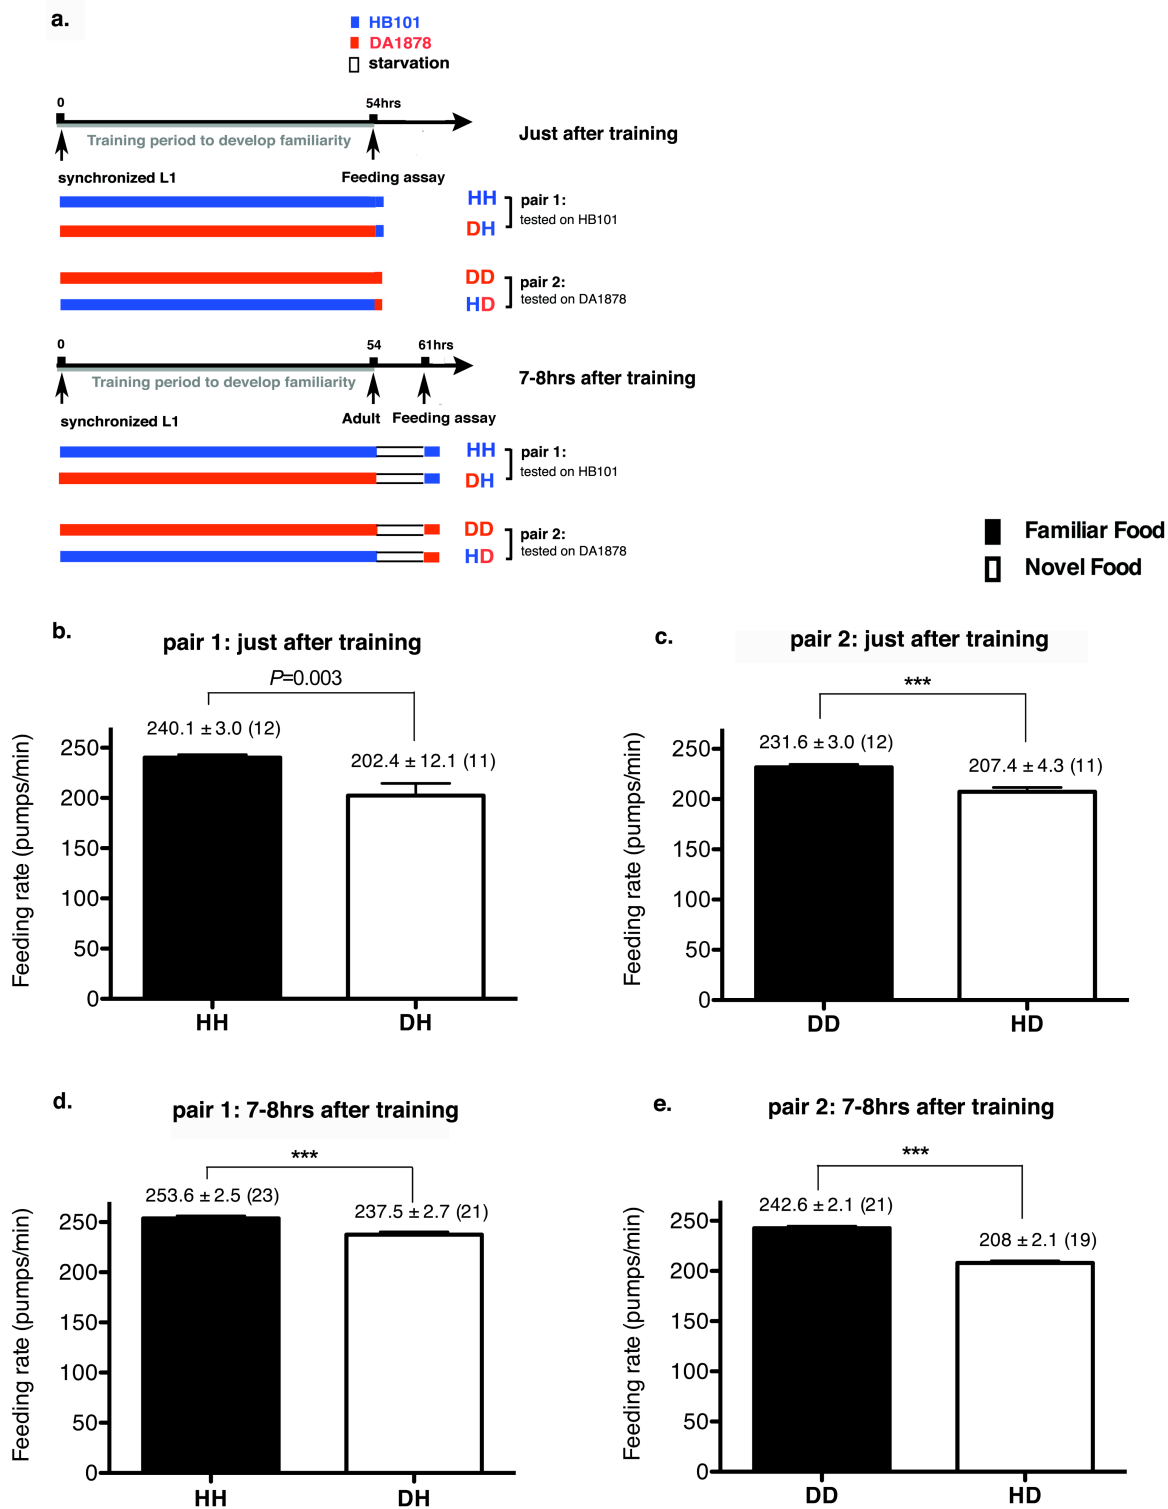 a.
HB101
DA1878
starvation
0
54hrs
Training period to develop familiarity
Just after training
synchronized L1
Feeding assay
HH
pair 1:
tested on HB101
DH
DD
pair 2:
tested on DA1878
HD
0
54
61hrs
Training period to develop familiarity
7-8hrs after training
synchronized L1
Adult
Feeding assay
HH
pair 1:
tested on HB101
DH
DD
pair 2:
tested on DA1878
HD
Familiar Food
Novel Food
b.
pair 1: just after training
P=0.003
240.1 ± 3.0 (12)
202.4 ± 12.1 (11)
250
200
150
100
50
0
Feeding rate (pumps/min)
HH
DH
c.
pair 2: just after training
***
231.6 ± 3.0 (12)
207.4 ± 4.3 (11)
250
200
150
100
50
0
Feeding rate (pumps/min)
DD
HD
d.
pair 1: 7-8hrs after training
***
253.6 ± 2.5 (23)
237.5 ± 2.7 (21)
250
200
150
100
50
0
Feeding rate (pumps/min)
HH
DH
e.
pair 2: 7-8hrs after training
***
242.6 ± 2.1 (21)
208 ± 2.1 (19)
250
200
150
100
50
0
Feeding rate (pumps/min)
DD
HD